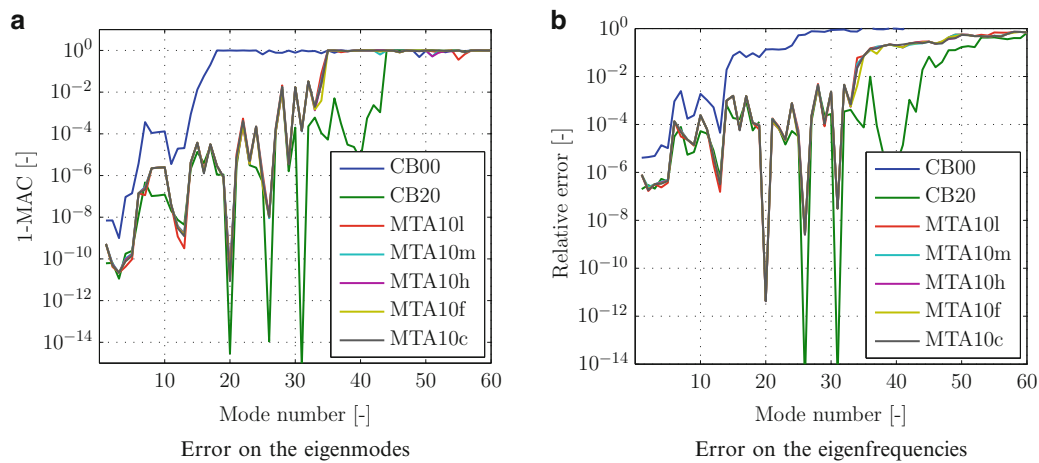 a
10^0
10^−2
10^−4
10^−6
10^−8
10^−10
10^−12
10^−14
1-MAC [-]
10 20 30 40 50 60
Mode number [-]
CB00
CB20
MTA10l
MTA10m
MTA10h
MTA10f
MTA10c
Error on the eigenmodes
b
10^0
10^−2
10^−4
10^−6
10^−8
10^−10
10^−12
10^−14
Relative error [-]
10 20 30 40 50 60
Mode number [-]
CB00
CB20
MTA10l
MTA10m
MTA10h
MTA10f
MTA10c
Error on the eigenfrequencies